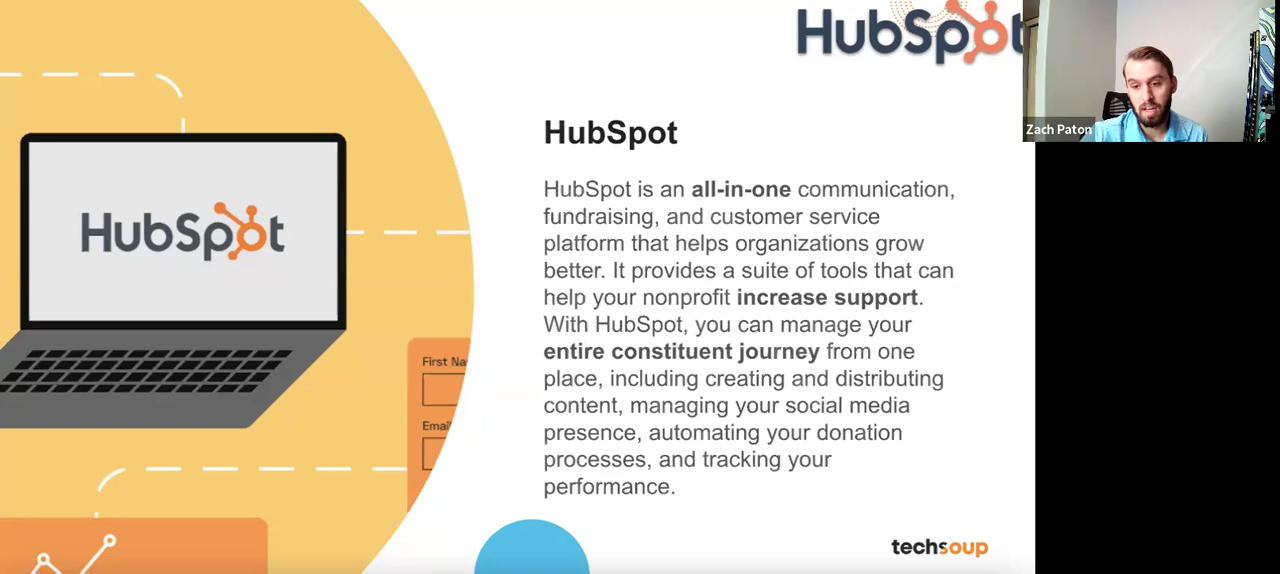 HubSpot
Zach Paton
HubSpot
HubSpot
HubSpot is an all-in-one communication,
fundraising, and customer service
platform that helps organizations grow
better. It provides a suite of tools that can
help your nonprofit increase support.
With HubSpot, you can manage your
entire constituent journey from one
place, including creating and distributing
content, managing your social media
presence, automating your donation
processes, and tracking your
performance.
First Na
Email
techsoup